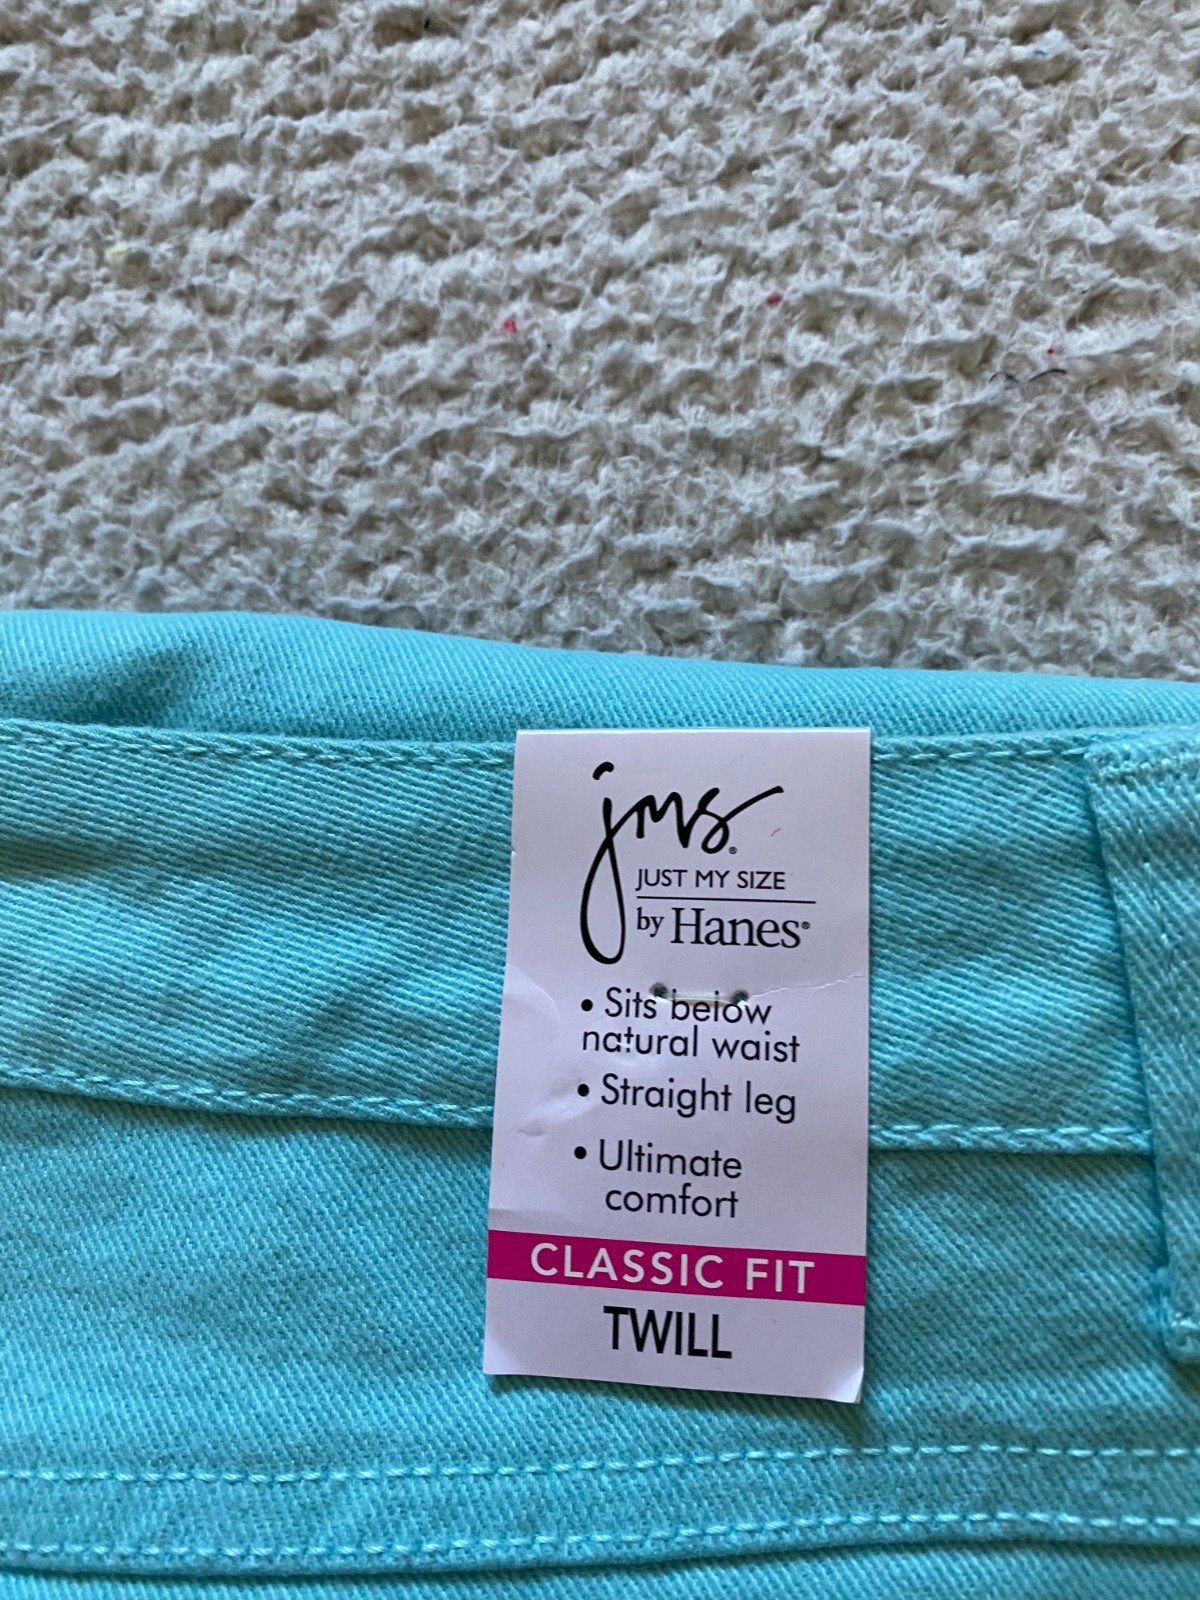 jms®
JUST MY SIZE
by Hanes®
• Sits below
natural waist
• Straight leg
• Ultimate
comfort
CLASSIC FIT
TWILL